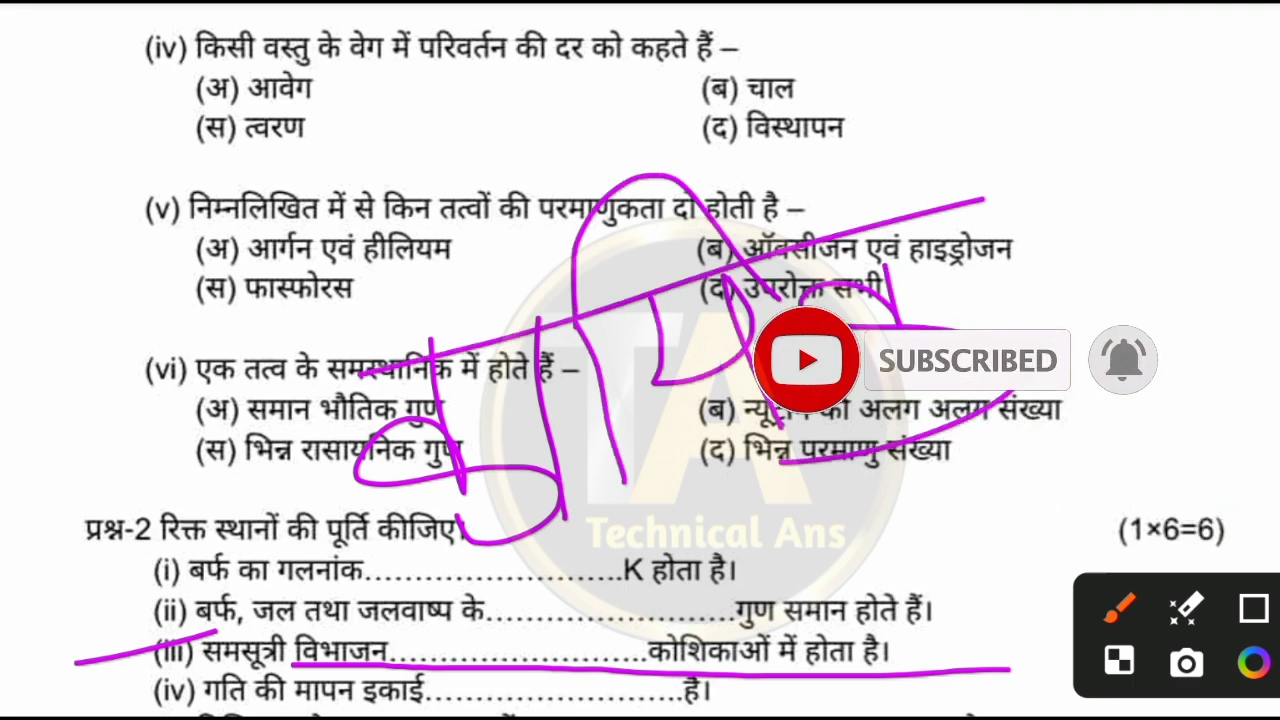 (iv) किसी वस्तु के वेग में परिवर्तन की दर को कहते हैं –
(अ) आवेग (ब) चाल
(स) त्वरण (द) विस्थापन
(v) निम्नलिखित में से किन तत्वों की परमाणुकता दो होती है –
(अ) आर्गन एवं हीलियम (ब) ऑक्सीजन एवं हाइड्रोजन
(स) फास्फोरस (द) उपरोक्त सभी
(vi) एक तत्व के समस्थानिक में होते हैं –
SUBSCRIBED
(अ) समान भौतिक गुण (ब) न्यूट्रॉन की अलग अलग संख्या
(स) भिन्न रासायनिक गुण (द) भिन्न परमाणु संख्या
TA
Technical Ans
प्रश्न-2 रिक्त स्थानों की पूर्ति कीजिए। (1×6=6)
(i) बर्फ का गलनांक..........................K होता है।
(ii) बर्फ, जल तथा जलवाष्प के.........................गुण समान होते हैं।
(iii) समसूत्री विभाजन..........................कोशिकाओं में होता है।
(iv) गति की मापन इकाई..........................है।